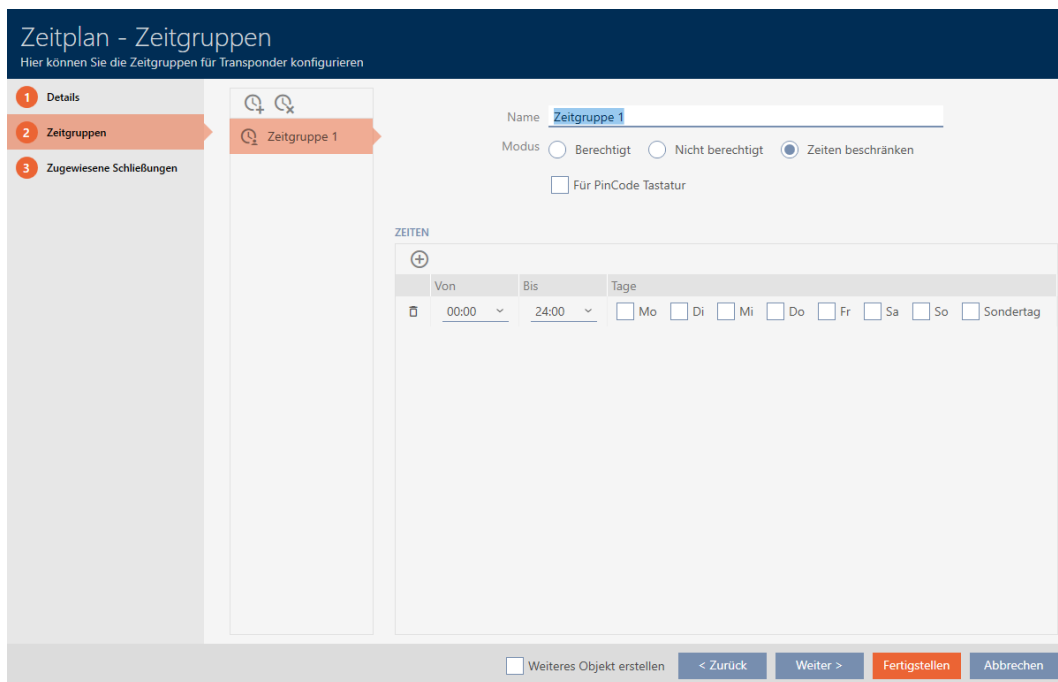 Zeitplan - Zeitgruppen
Hier können Sie die Zeitgruppen für Transponder konfigurieren
1 Details
2 Zeitgruppen
3 Zugewiesene Schließungen
Zeitgruppe 1
Name Zeitgruppe 1
Modus Berechtigt Nicht berechtigt Zeiten beschränken
Für PinCode Tastatur
ZEITEN
Von Bis Tage
00:00 24:00 Mo Di Mi Do Fr Sa So Sondertag
Weiteres Objekt erstellen < Zurück Weiter > Fertigstellen Abbrechen